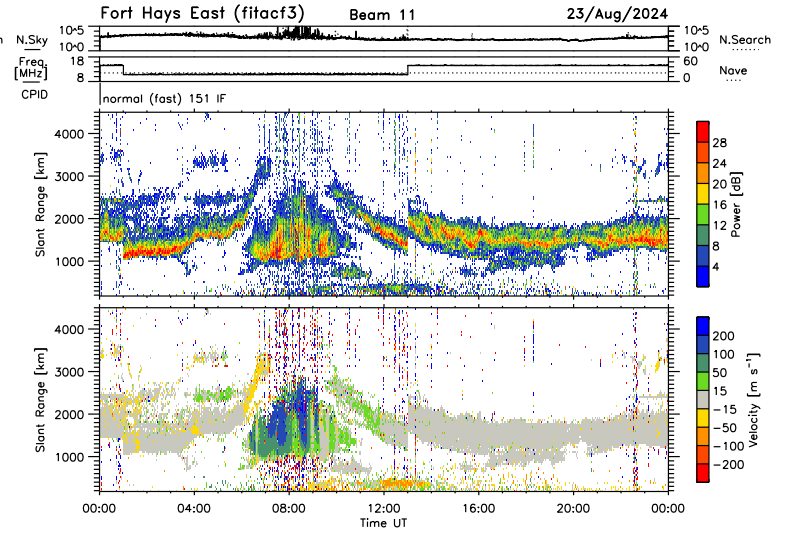 Fort Hays East (fitacf3) Beam 11 23/Aug/2024
N.Sky 10^5 10^5 N.Search
10^0 10^0
Freq. 18 60
[MHz] 8 0 Nave
CPID normal (fast) 151 IF
4000
3000
2000
1000
Slant Range [km]
28
24
20
16
12
8
4
Power [dB]
4000
3000
2000
1000
Slant Range [km]
200
100
50
15
-15
-50
-100
-200
Velocity [m s^-1]
00:00 04:00 08:00 12:00 16:00 20:00 00:00
Time UT